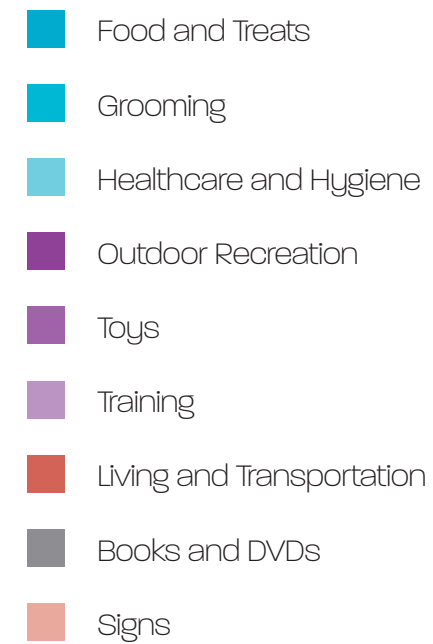 Food and Treats
Grooming
Healthcare and Hygiene
Outdoor Recreation
Toys
Training
Living and Transportation
Books and DVDs
Signs